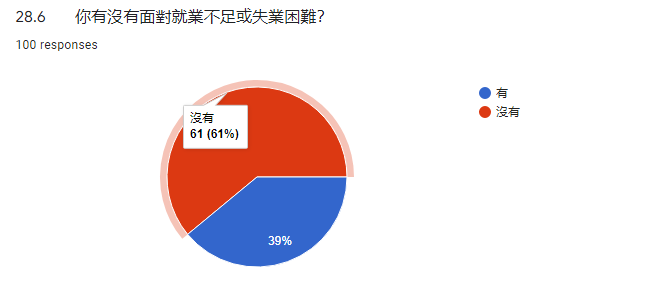 28.6 你有沒有面對就業不足或失業困難?
100 responses
有
沒有
沒有
61 (61%)
39%